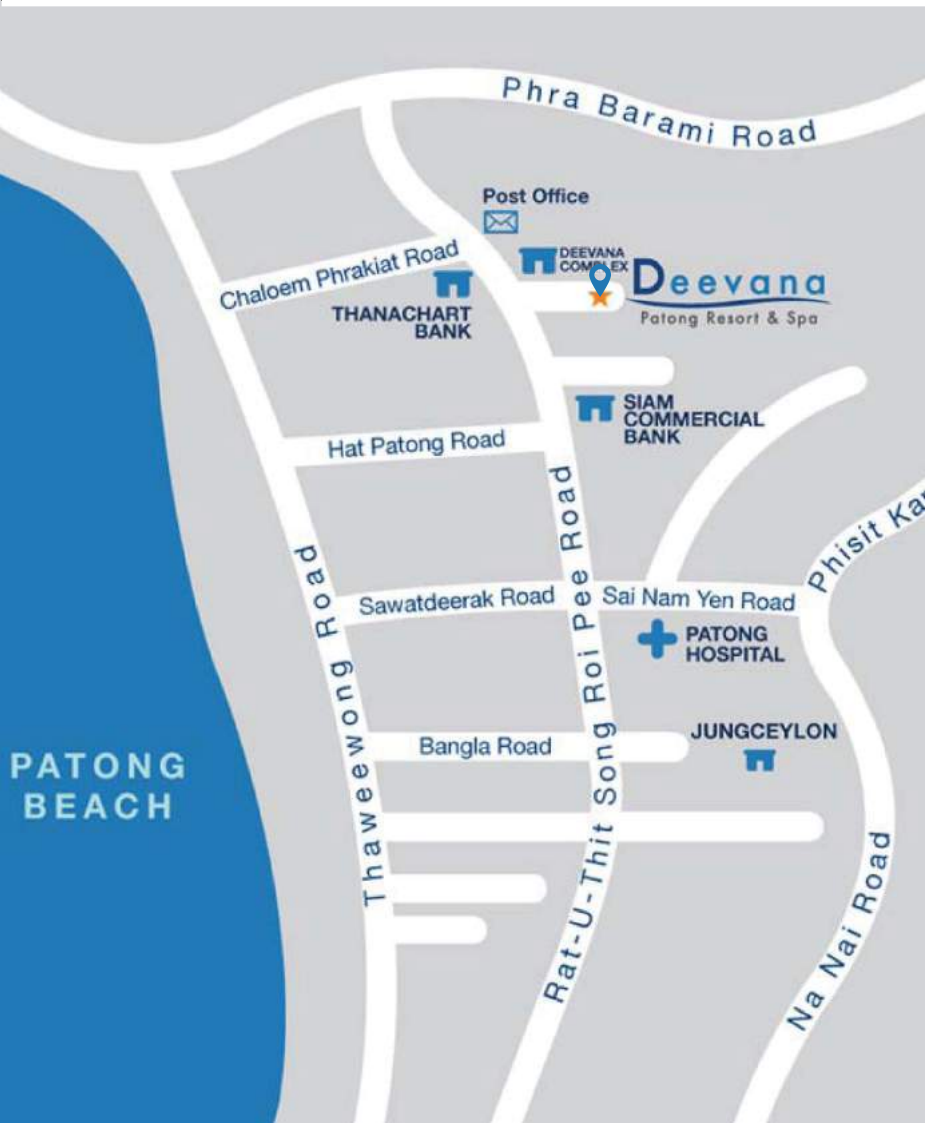 Phra Barami Road
Post Office
DEEVANA
COMPLEX
Deevana
Patong Resort & Spa
Chaloem Phrakiat Road
THANACHART
BANK
SIAM
COMMERCIAL
BANK
Hat Patong Road
Phisit Kar
Thaweewong Road
Rat-U-Thit Song Roi Pee Road
Sawatdeerak Road
Sai Nam Yen Road
PATONG
HOSPITAL
Bangla Road
JUNGCEYLON
PATONG
BEACH
Na Nai Road